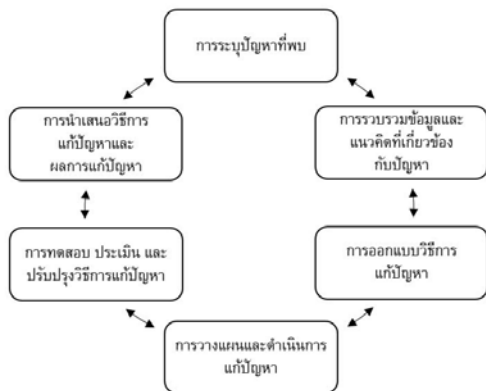 การระบุปัญหาที่พบ
การนำเสนอวิธีการ
แก้ปัญหาและ
ผลการแก้ปัญหา
การรวบรวมข้อมูลและ
แนวคิดที่เกี่ยวข้อง
กับปัญหา
การทดสอบ ประเมิน และ
ปรับปรุงวิธีการแก้ปัญหา
การออกแบบวิธีการ
แก้ปัญหา
การวางแผนและดำเนินการ
แก้ปัญหา